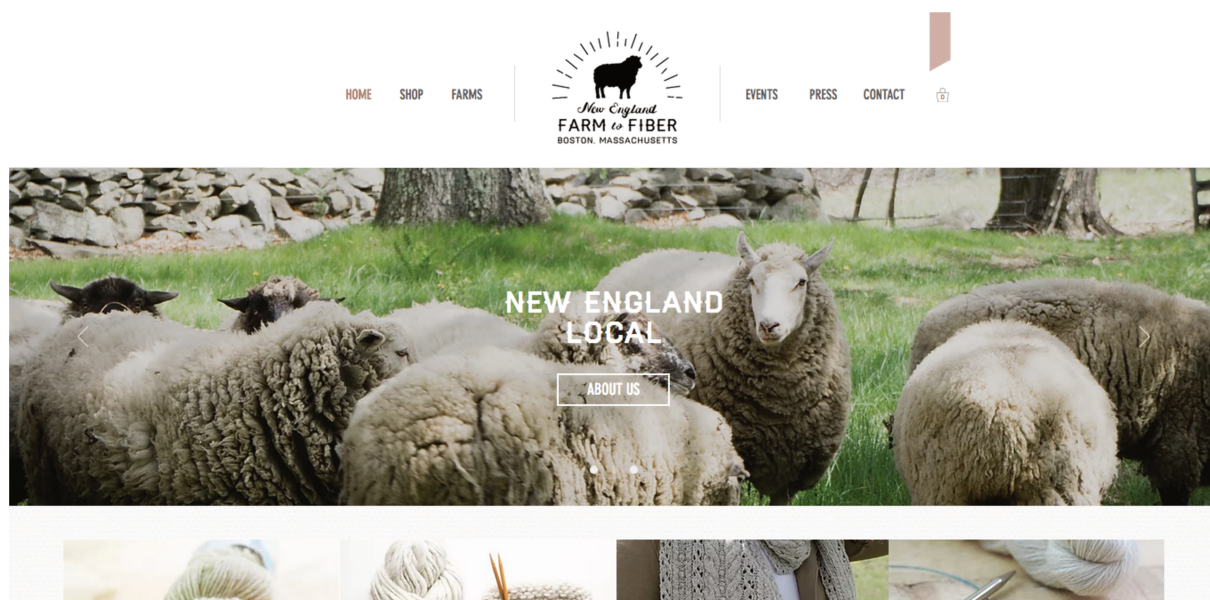 HOME
SHOP
FARMS
New England
FARM to FIBER
BOSTON, MASSACHUSETTS
EVENTS
PRESS
CONTACT
0
NEW ENGLAND
LOCAL
ABOUT US